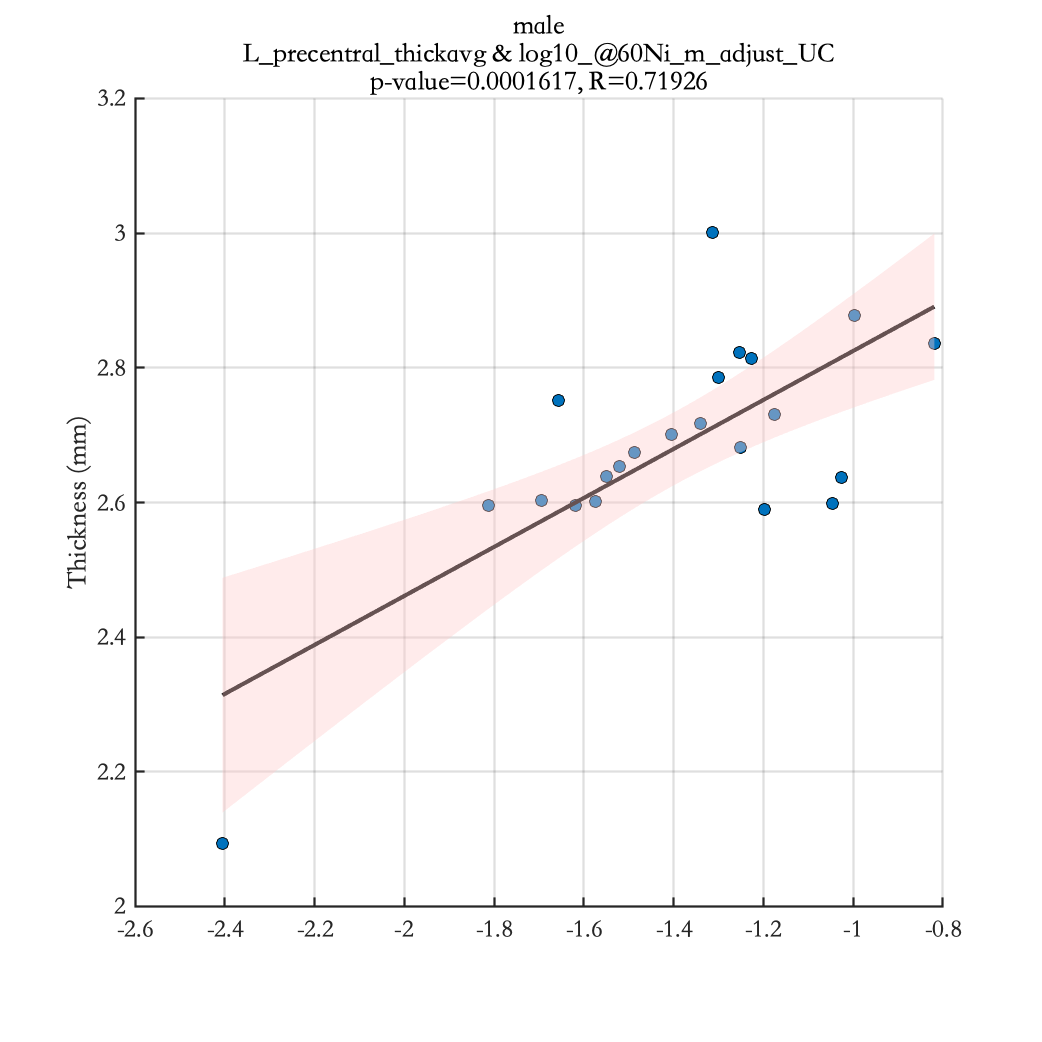 male
L_precentral_thickavg & log10_@60Ni_m_adjust_UC
p-value=0.0001617, R=0.71926
3.2
3
2.8
2.6
2.4
2.2
2
Thickness (mm)
-2.6 -2.4 -2.2 -2 -1.8 -1.6 -1.4 -1.2 -1 -0.8